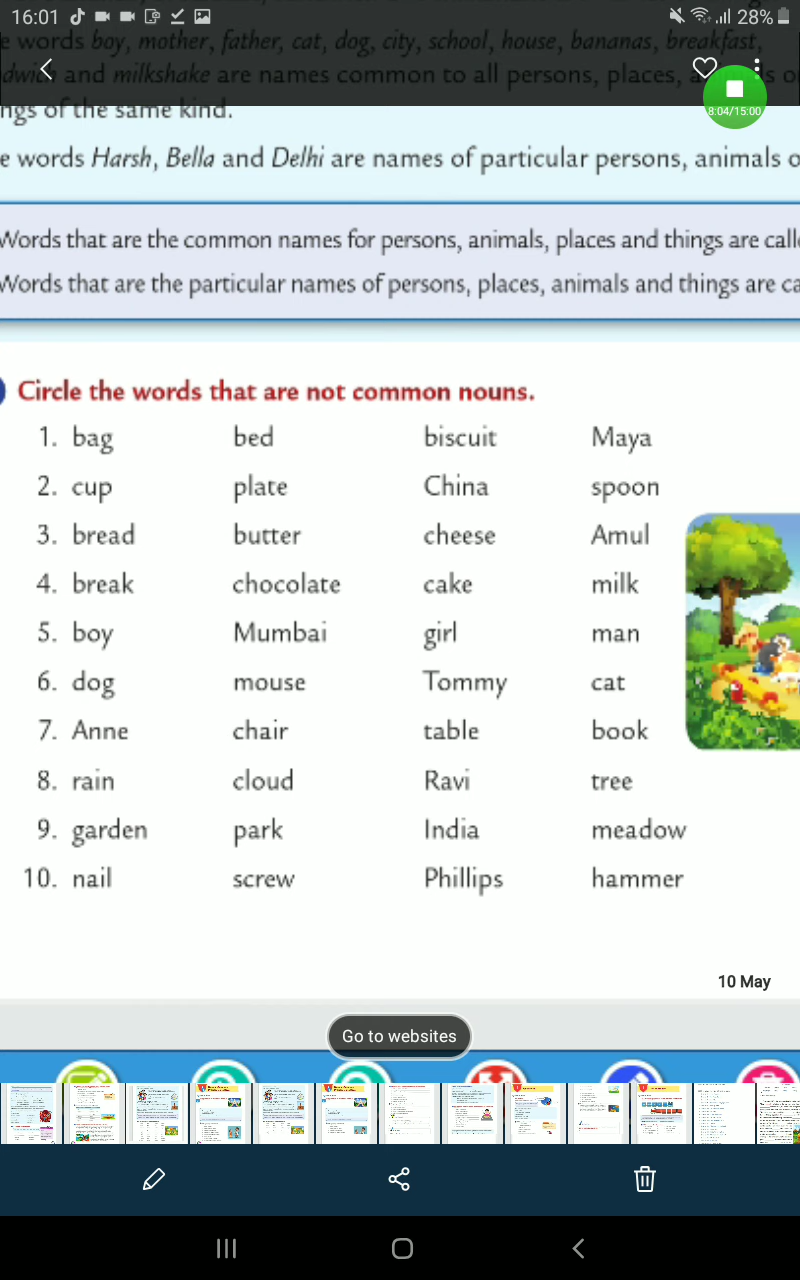 16:01 28%
e words boy, mother, father, cat, dog, city, school, house, bananas, breakfast,
and milkshake are names common to all persons, places,
ngs of the same kind.
8:04/15:00
e words Harsh, Bella and Delhi are names of particular persons, animals o
Words that are the common names for persons, animals, places and things are calle
Words that are the particular names of persons, places, animals and things are ca
Circle the words that are not common nouns.
1. bag bed biscuit Maya
2. cup plate China spoon
3. bread butter cheese Amul
4. break chocolate cake milk
5. boy Mumbai girl man
6. dog mouse Tommy cat
7. Anne chair table book
8. rain cloud Ravi tree
9. garden park India meadow
10. nail screw Phillips hammer
10 May
Go to websites